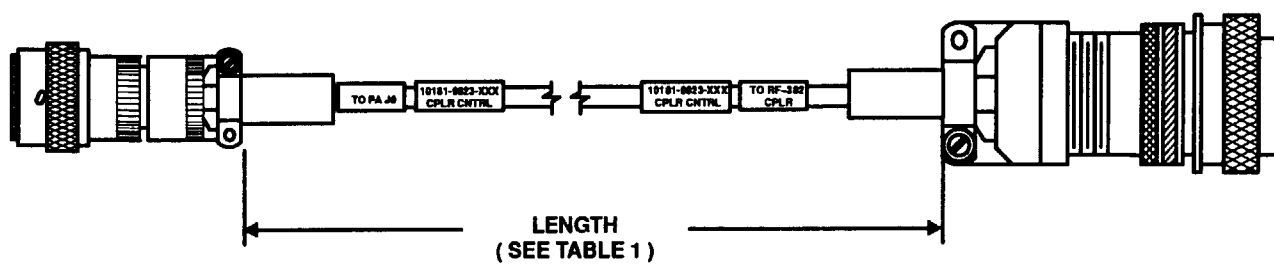 TO PA J6
10181-9823-XXX
CPLR CNTRL
10181-9823-XXX
CPLR CNTRL
TO RF-382
CPLR
LENGTH
( SEE TABLE 1 )